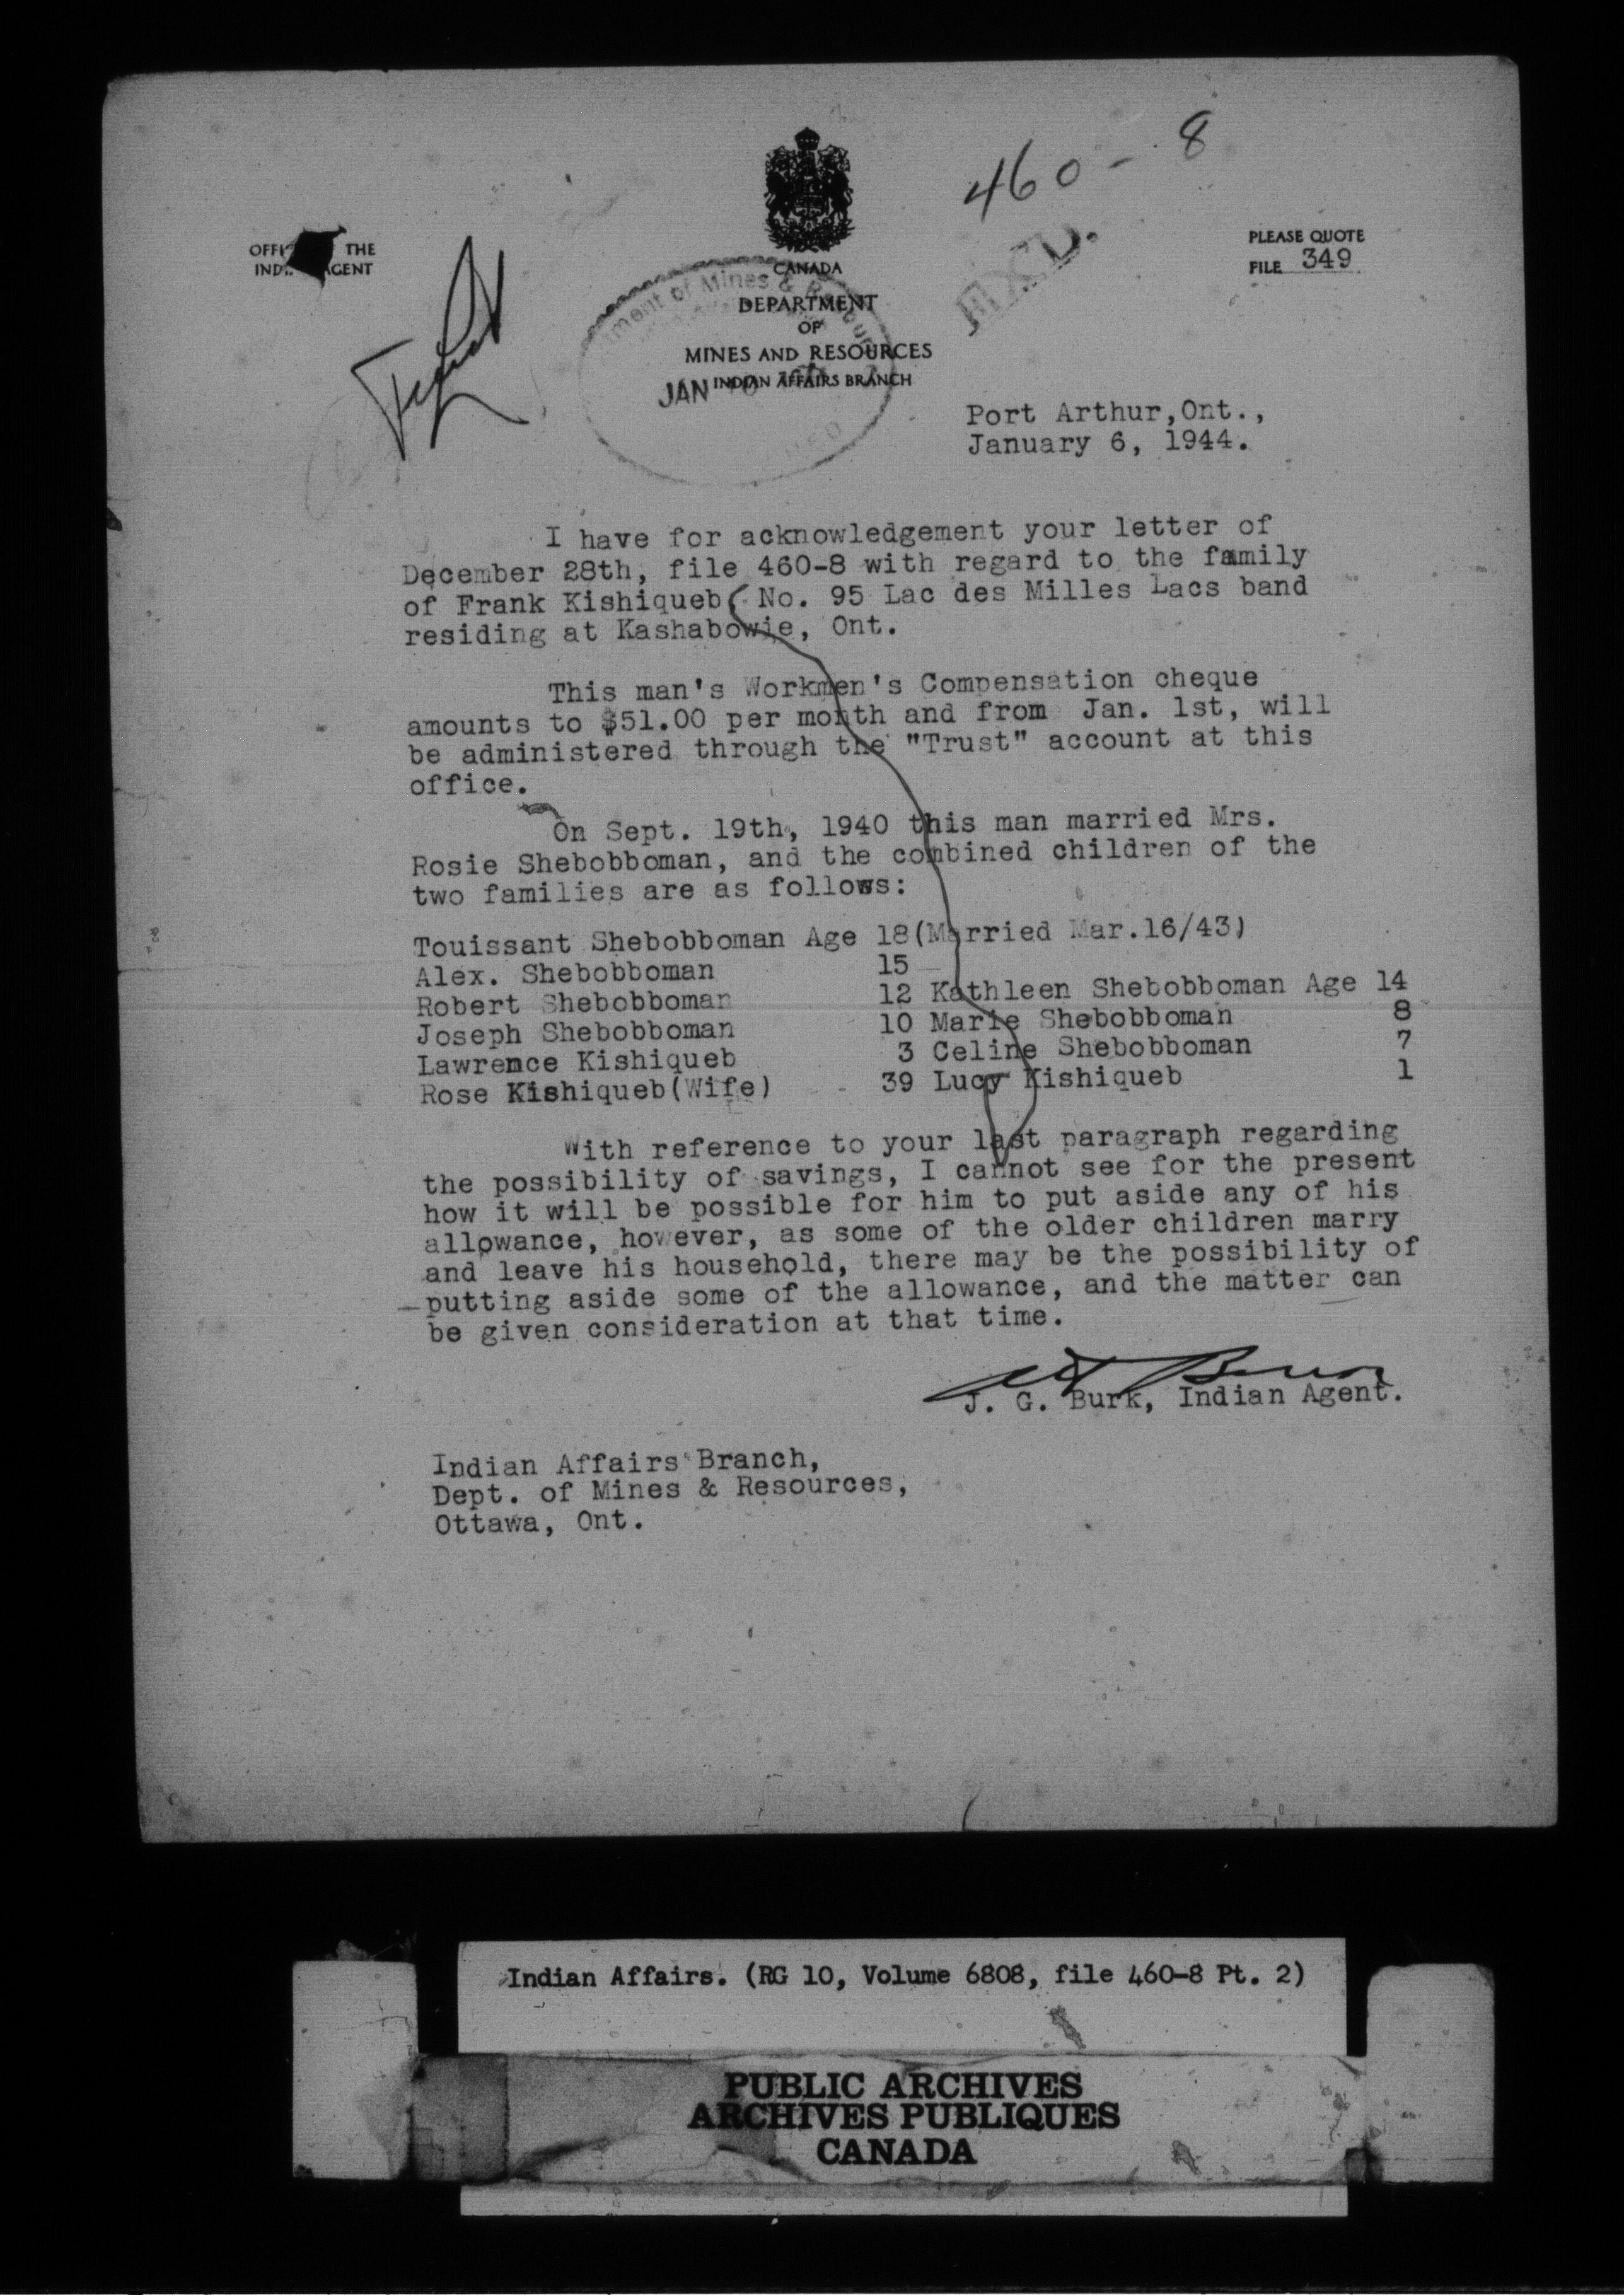 460-8
OFFI THE
IND AGENT
PLEASE QUOTE
FILE 349
EX'D.
CANADA
DEPARTMENT
OF
MINES AND RESOURCES
INDIAN AFFAIRS BRANCH
ment of Mines &
JAN
Port Arthur,Ont.,
January 6, 1944.
I have for acknowledgement your letter of
December 28th, file 460-8 with regard to the family
of Frank Kishiqueb, No. 95 Lac des Milles Lacs band
residing at Kashabowie, Ont.
This man's Workmen's Compensation cheque
amounts to $51.00 per month and from Jan. 1st, will
be administered through the "Trust" account at this
office.
On Sept. 19th, 1940 this man married Mrs.
Rosie Shebobboman, and the combined children of the
two families are as follows:
Touissant Shebobboman Age 18(Married Mar.16/43)
Alex. Shebobboman 15
Robert Shebobboman 12 Kathleen Shebobboman Age 14
Joseph Shebobboman 10 Marie Shebobboman 8
Lawrence Kishiqueb 3 Celine Shebobboman 7
Rose Kishiqueb(Wife) 39 Lucy Kishiqueb 1
With reference to your last paragraph regarding
the possibility of savings, I cannot see for the present
how it will be possible for him to put aside any of his
allowance, however, as some of the older children marry
and leave his household, there may be the possibility of
putting aside some of the allowance, and the matter can
be given consideration at that time.
J. G. Burk, Indian Agent.
Indian Affairs Branch,
Dept. of Mines & Resources,
Ottawa, Ont.
Indian Affairs. (RG 10, Volume 6808, file 460-8 Pt. 2)
PUBLIC ARCHIVES
ARCHIVES PUBLIQUES
CANADA